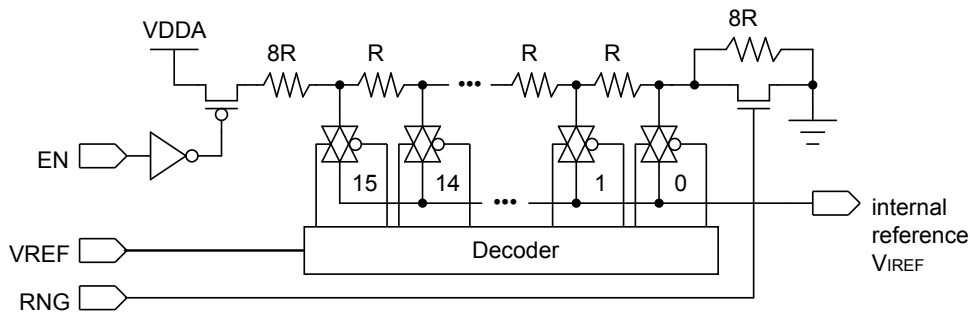 VDDA
8R
R
R
R
8R
EN
15
14
1
0
internal
reference
VIREF
VREF
Decoder
RNG